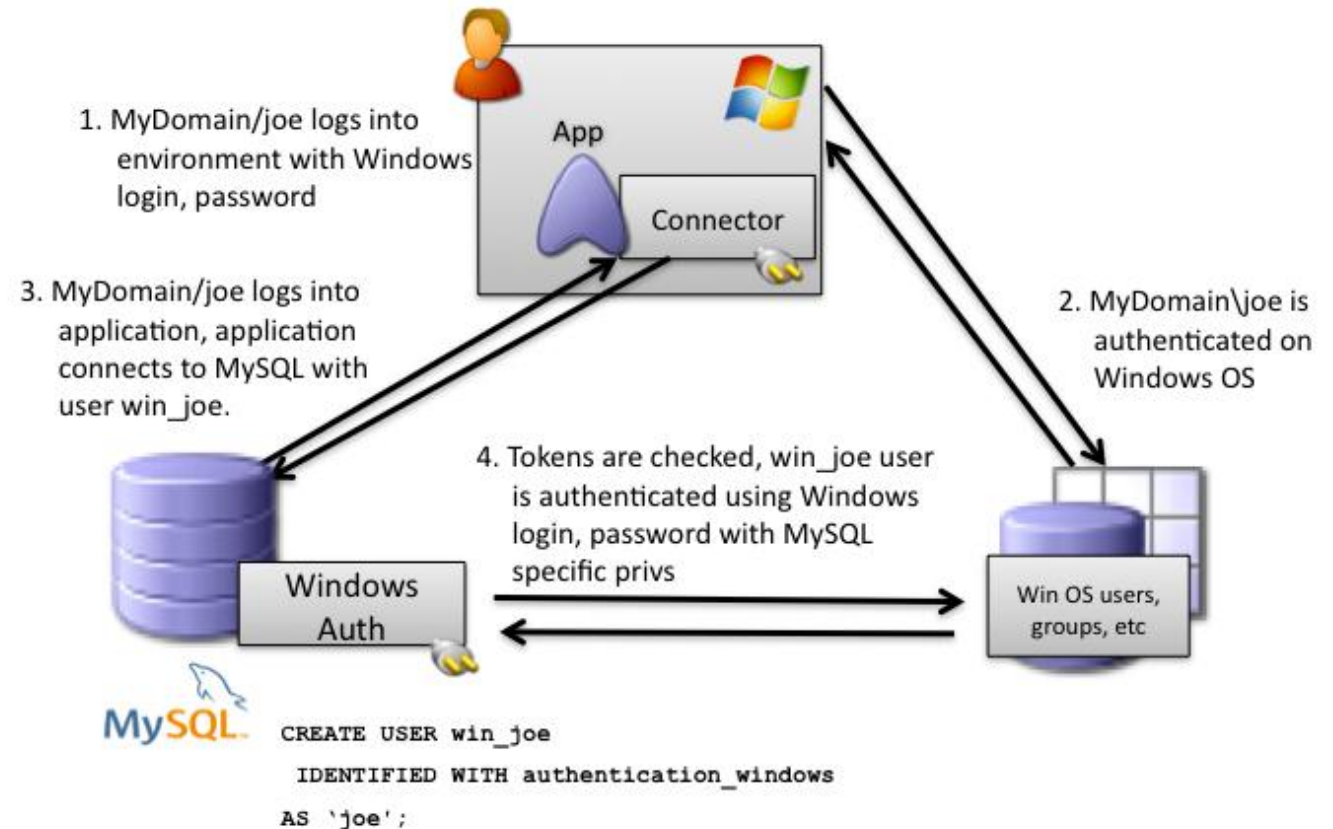 1. MyDomain/joe logs into
environment with Windows
login, password
App
Connector
3. MyDomain/joe logs into
application, application
connects to MySQL with
user win_joe.
2. MyDomain\joe is
authenticated on
Windows OS
4. Tokens are checked, win_joe user
is authenticated using Windows
login, password with MySQL
specific privs
Windows
Auth
Win OS users,
groups, etc
MySQL™
CREATE USER win_joe
IDENTIFIED WITH authentication_windows
AS `joe';